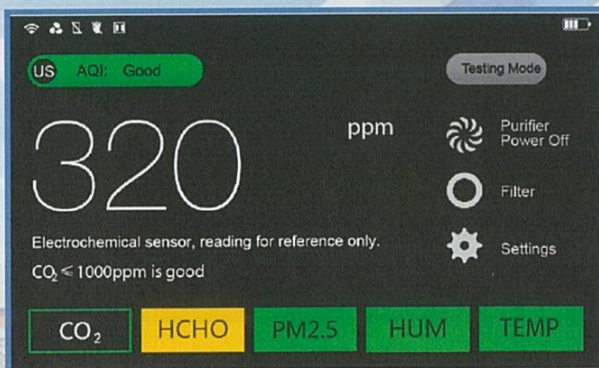 US AQI: Good
Testing Mode
320 ppm
Purifier
Power Off
Filter
Electrochemical sensor, reading for reference only.
Settings
CO₂ ≤ 1000ppm is good
CO₂ HCHO PM2.5 HUM TEMP